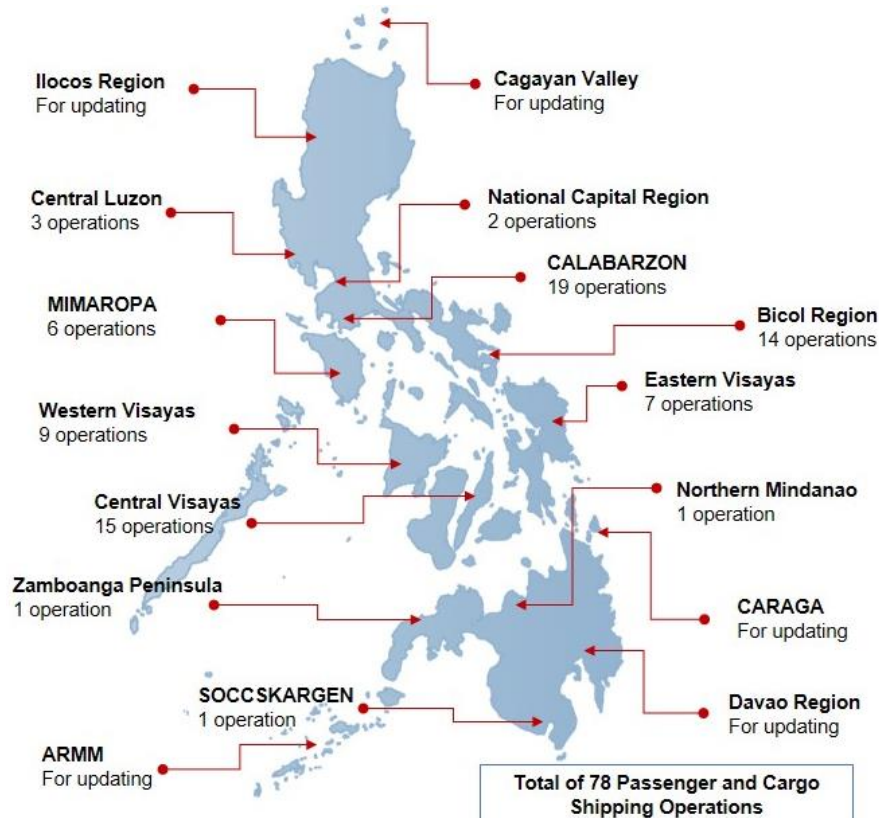 Ilocos Region
For updating
Cagayan Valley
For updating
Central Luzon
3 operations
National Capital Region
2 operations
CALABARZON
19 operations
MIMAROPA
6 operations
Bicol Region
14 operations
Eastern Visayas
7 operations
Western Visayas
9 operations
Northern Mindanao
1 operation
Central Visayas
15 operations
Zamboanga Peninsula
1 operation
CARAGA
For updating
SOCCSKARGEN
1 operation
Davao Region
For updating
ARMM
For updating
Total of 78 Passenger and Cargo
Shipping Operations